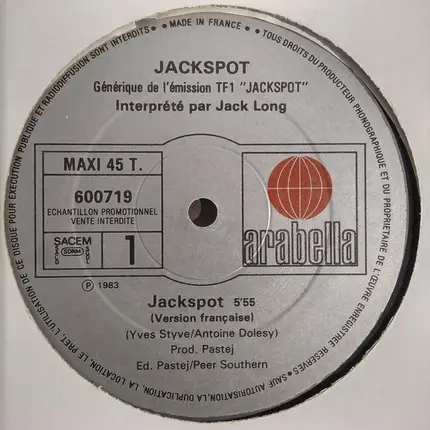 • MADE IN FRANCE • TOUS DROITS DU PRODUCTEUR PHONOGRAPHIQUE ET DU PROPRIETAIRE DE L'ŒUVRE ENREGISTREE RESERVES • SAUF AUTORISATION, LA DUPLICATION, LA LOCATION, LE PRET, L'UTILISATION DE CE DISQUE POUR EXECUTION PUBLIQUE ET RADIODIFFUSION SONT INTERDITS •
JACKSPOT
Générique de l'émission TF1 "JACKSPOT"
Interprété par Jack Long
MAXI 45 T.
600719
ECHANTILLON PROMOTIONNEL
VENTE INTERDITE
SACEM
SDRM
1
arabella
Ⓟ 1983
Jackspot 5'55
(Version française)
(Yves Styve/Antoine Dolesy)
Prod. Pastej
Ed. Pastej/Peer Southern